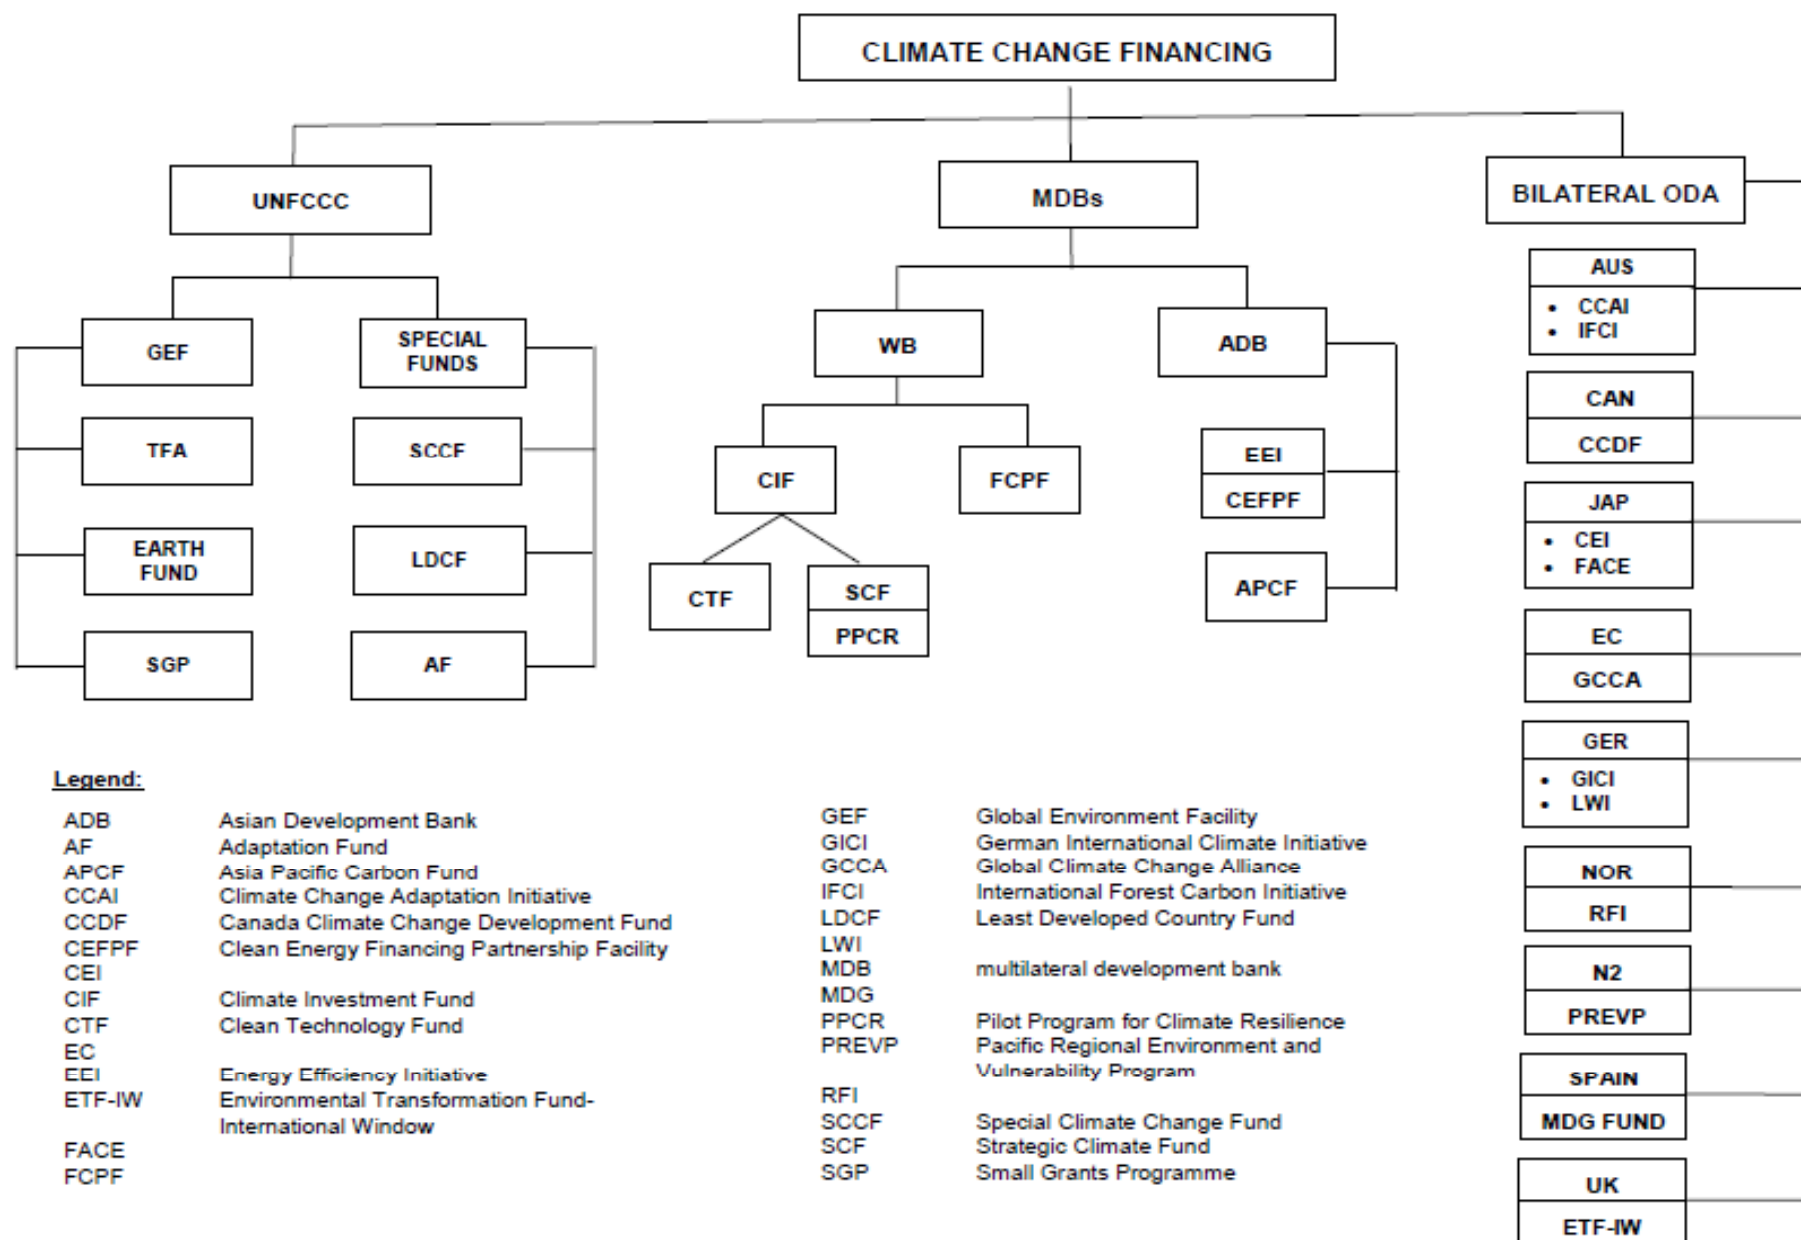 CLIMATE CHANGE FINANCING
UNFCCC
MDBs
BILATERAL ODA
GEF
SPECIAL
FUNDS
TFA
SCCF
EARTH
FUND
LDCF
SGP
AF
WB
ADB
CIF
FCPF
EEI
CEFPF
CTF
SCF
PPCR
APCF
AUS
• CCAI
• IFCI
CAN
CCDF
JAP
• CEI
• FACE
EC
GCCA
GER
• GICI
• LWI
NOR
RFI
N2
PREVP
SPAIN
MDG FUND
UK
ETF-IW
Legend:
ADB Asian Development Bank
AF Adaptation Fund
APCF Asia Pacific Carbon Fund
CCAI Climate Change Adaptation Initiative
CCDF Canada Climate Change Development Fund
CEFPF Clean Energy Financing Partnership Facility
CEI
CIF Climate Investment Fund
CTF Clean Technology Fund
EC
EEI Energy Efficiency Initiative
ETF-IW Environmental Transformation Fund-
International Window
FACE
FCPF
GEF Global Environment Facility
GICI German International Climate Initiative
GCCA Global Climate Change Alliance
IFCI International Forest Carbon Initiative
LDCF Least Developed Country Fund
LWI
MDB multilateral development bank
MDG
PPCR Pilot Program for Climate Resilience
PREVP Pacific Regional Environment and
Vulnerability Program
RFI
SCCF Special Climate Change Fund
SCF Strategic Climate Fund
SGP Small Grants Programme